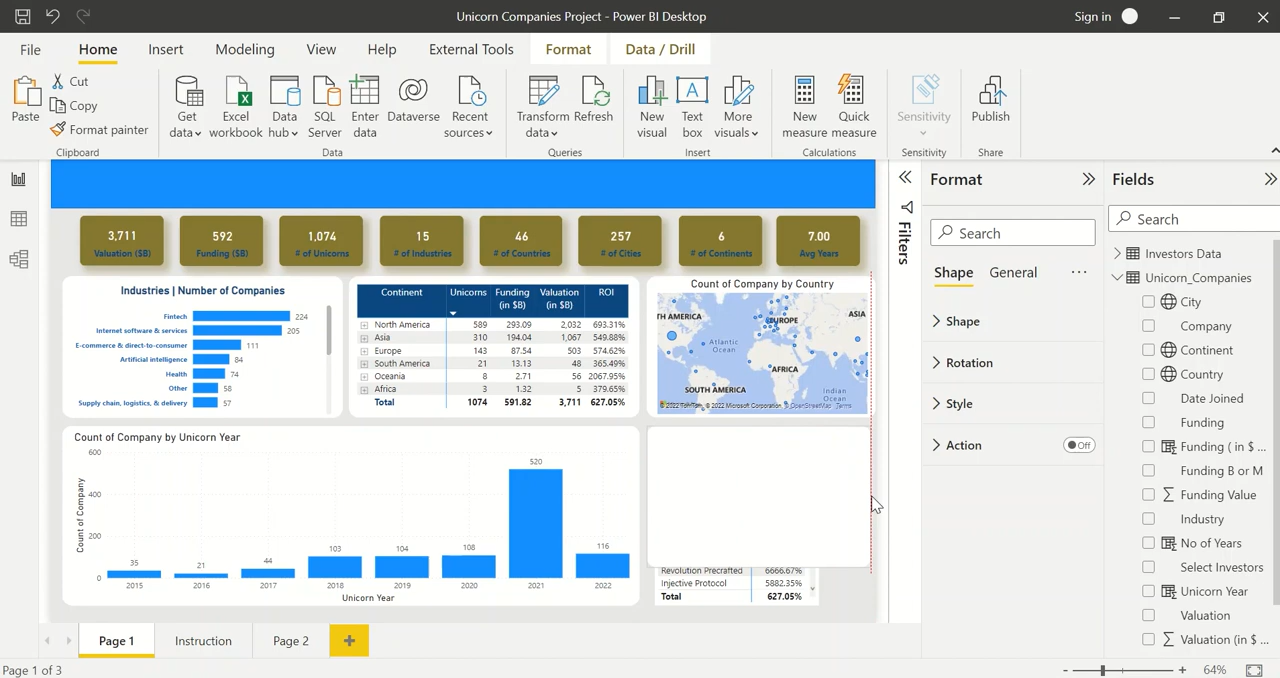 Unicorn Companies Project - Power BI Desktop
Sign in
File
Home
Insert
Modeling
View
Help
External Tools
Format
Data / Drill
Paste
Cut
Copy
Format painter
Clipboard
Get data
Excel workbook
Data hub
SQL Server
Enter data
Dataverse
Recent sources
Data
Transform data
Refresh
Queries
New visual
A
Text box
More visuals
Insert
New measure
Quick measure
Calculations
Sensitivity
Sensitivity
Publish
Share
3,711
Valuation ($B)
592
Funding ($B)
1,074
# of Unicorns
15
# of Industries
46
# of Countries
257
# of Cities
6
# of Continents
7.00
Avg Years
Industries | Number of Companies
Fintech 224
Internet software & services 205
E-commerce & direct-to-consumer 111
Artificial intelligence 84
Health 74
Other 58
Supply chain, logistics, & delivery 57
Continent Unicorns Funding (in $B) Valuation (in $B) ROI
North America 589 293.09 2,032 693.31%
Asia 310 194.04 1,067 549.88%
Europe 143 87.54 503 574.62%
South America 21 13.13 48 365.49%
Oceania 8 2.71 56 2067.95%
Africa 3 1.32 5 379.65%
Total 1074 591.82 3,711 627.05%
Count of Company by Country
TH AMERICA
EUROPE
ASIA
Atlantic Ocean
AFRICA
SOUTH AMERICA
Indian Ocean
© 2022 TomTom, © 2022 Microsoft Corporation, © OpenStreetMap Terms
Count of Company by Unicorn Year
Count of Company
600
400
200
0
35
21
44
103
104
108
520
116
2015 2016 2017 2018 2019 2020 2021 2022
Unicorn Year
Revolution Precrafted 6666.67%
Injective Protocol 5882.35%
Total 627.05%
Filters
Format
Search
Shape
General
Shape
Rotation
Style
Action
Off
Fields
Search
Investors Data
Unicorn_Companies
City
Company
Continent
Country
Date Joined
Funding
Funding ( in $ ...
Funding B or M
Funding Value
Industry
No of Years
Select Investors
Unicorn Year
Valuation
Valuation (in $ ...
Page 1
Instruction
Page 2
Page 1 of 3
64%